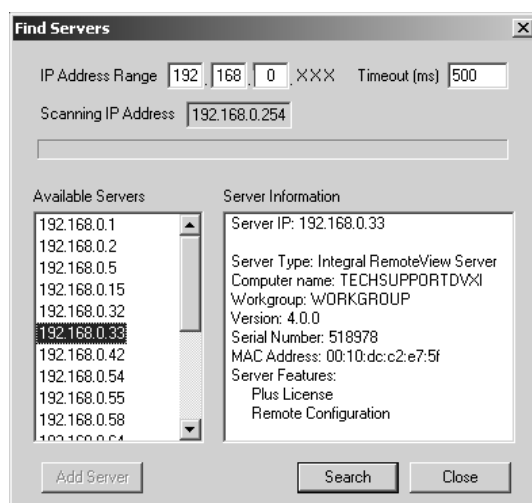 Find Servers
IP Address Range 192 . 168 . 0 . XXX Timeout (ms) 500
Scanning IP Address 192.168.0.254
Available Servers
192.168.0.1
192.168.0.2
192.168.0.5
192.168.0.15
192.168.0.32
192.168.0.33
192.168.0.42
192.168.0.54
192.168.0.55
192.168.0.58
Server Information
Server IP: 192.168.0.33
Server Type: Integral RemoteView Server
Computer name: TECHSUPPORTDVXI
Workgroup: WORKGROUP
Version: 4.0.0
Serial Number: 518978
MAC Address: 00:10:dc:c2:e7:5f
Server Features:
Plus License
Remote Configuration
Add Server Search Close